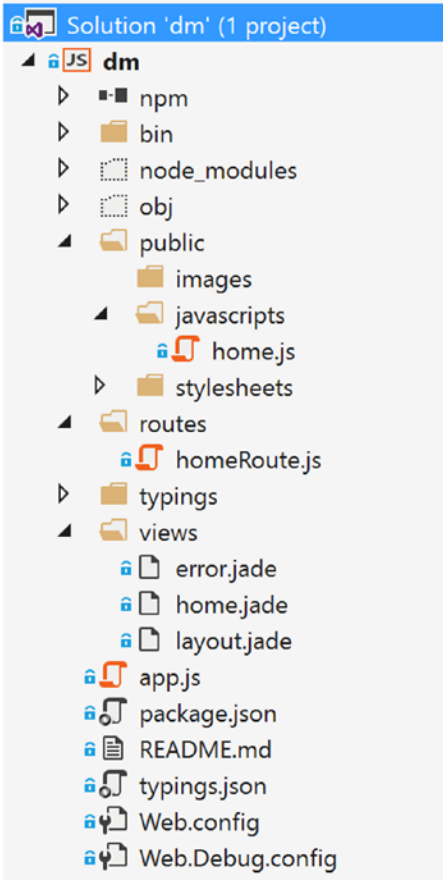 Solution 'dm' (1 project)
JS dm
npm
bin
node_modules
obj
public
images
javascripts
home.js
stylesheets
routes
homeRoute.js
typings
views
error.jade
home.jade
layout.jade
app.js
package.json
README.md
typings.json
Web.config
Web.Debug.config